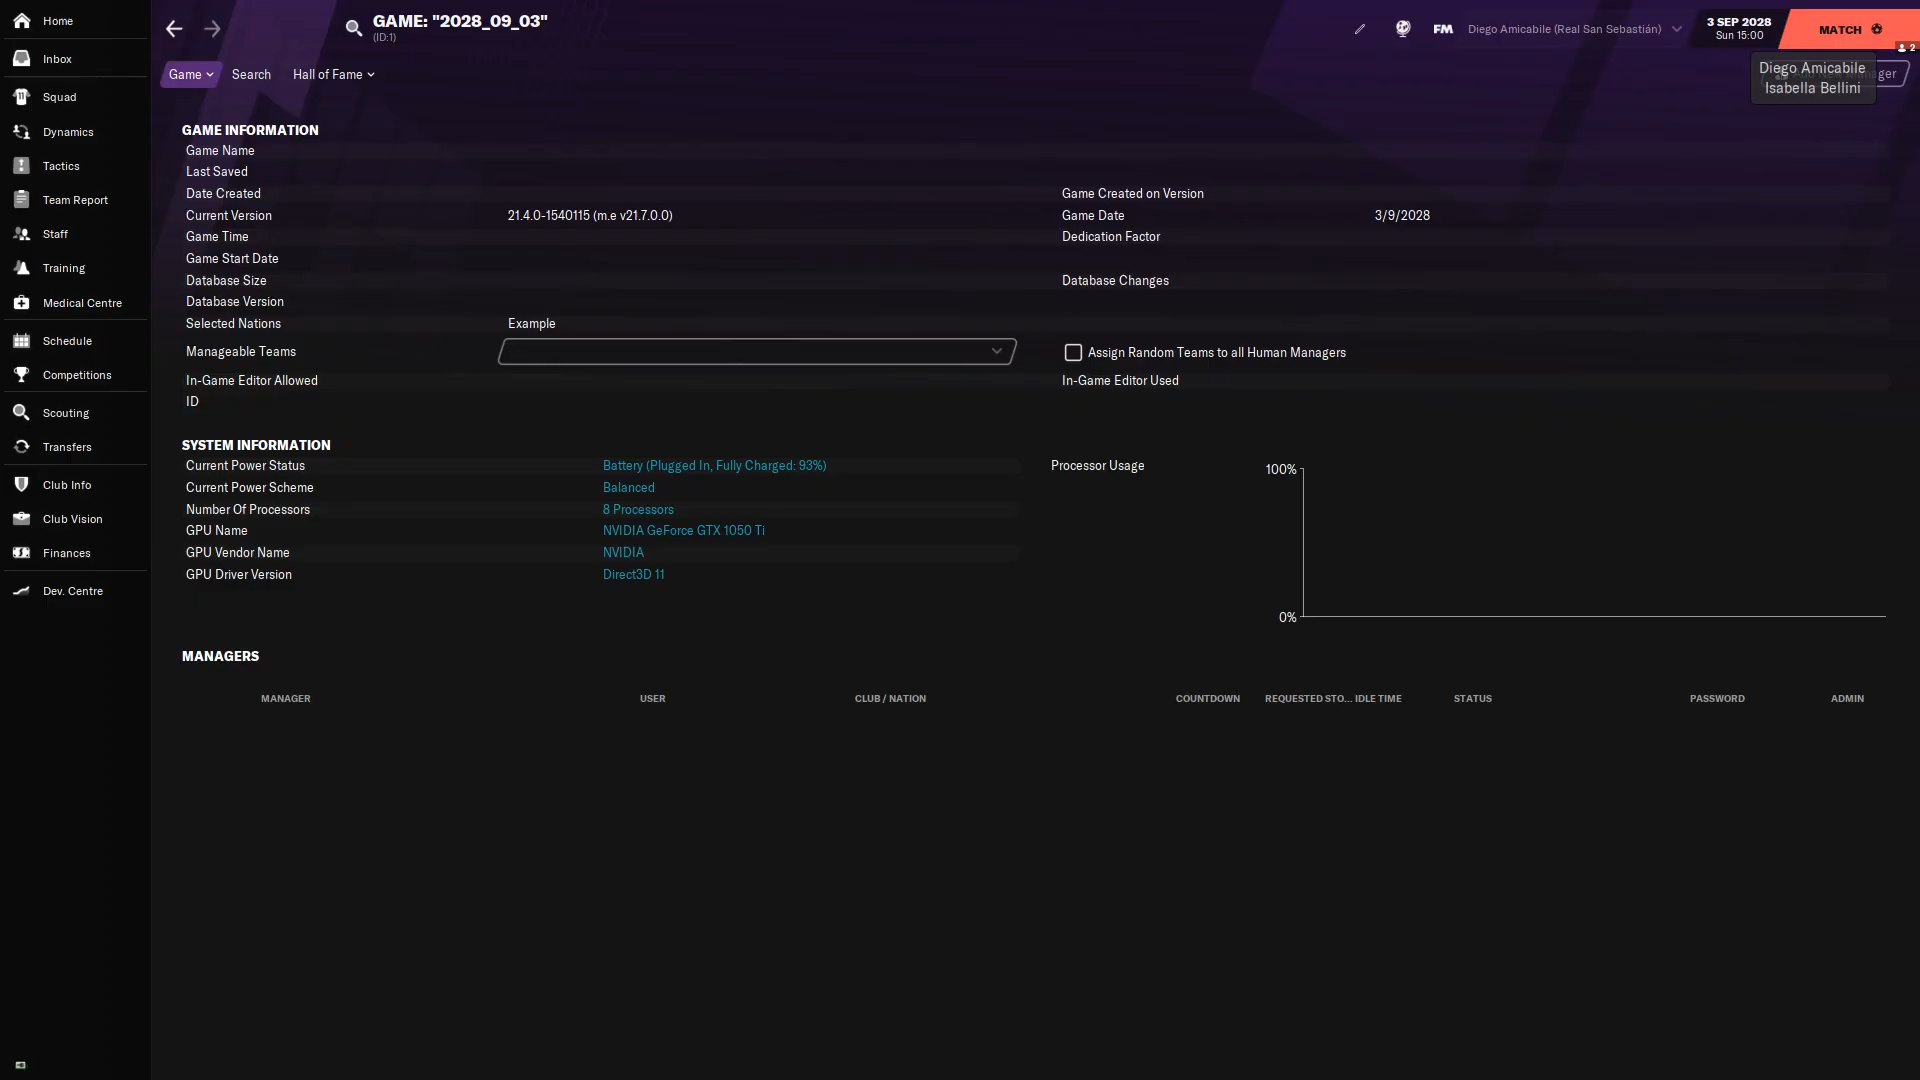 Home
Inbox
Squad
Dynamics
Tactics
Team Report
Staff
Training
Medical Centre
Schedule
Competitions
Scouting
Transfers
Club Info
Club Vision
Finances
Dev. Centre
GAME: "2028_09_03"
(ID:1)
FM
Diego Amicabile (Real San Sebastián)
3 SEP 2028
Sun 15:00
MATCH
2
Game
Search
Hall of Fame
Diego Amicabile
Isabella Bellini
GAME INFORMATION
Game Name
Last Saved
Date Created
Game Created on Version
Current Version 21.4.0-1540115 (m.e v21.7.0.0)
Game Date 3/9/2028
Game Time
Dedication Factor
Game Start Date
Database Size
Database Changes
Database Version
Selected Nations Example
Manageable Teams
Assign Random Teams to all Human Managers
In-Game Editor Allowed
In-Game Editor Used
ID
SYSTEM INFORMATION
Current Power Status Battery (Plugged In, Fully Charged: 93%)
Current Power Scheme Balanced
Number Of Processors 8 Processors
GPU Name NVIDIA GeForce GTX 1050 Ti
GPU Vendor Name NVIDIA
GPU Driver Version Direct3D 11
Processor Usage
100%
0%
MANAGERS
MANAGER USER CLUB / NATION COUNTDOWN REQUESTED STO... IDLE TIME STATUS PASSWORD ADMIN